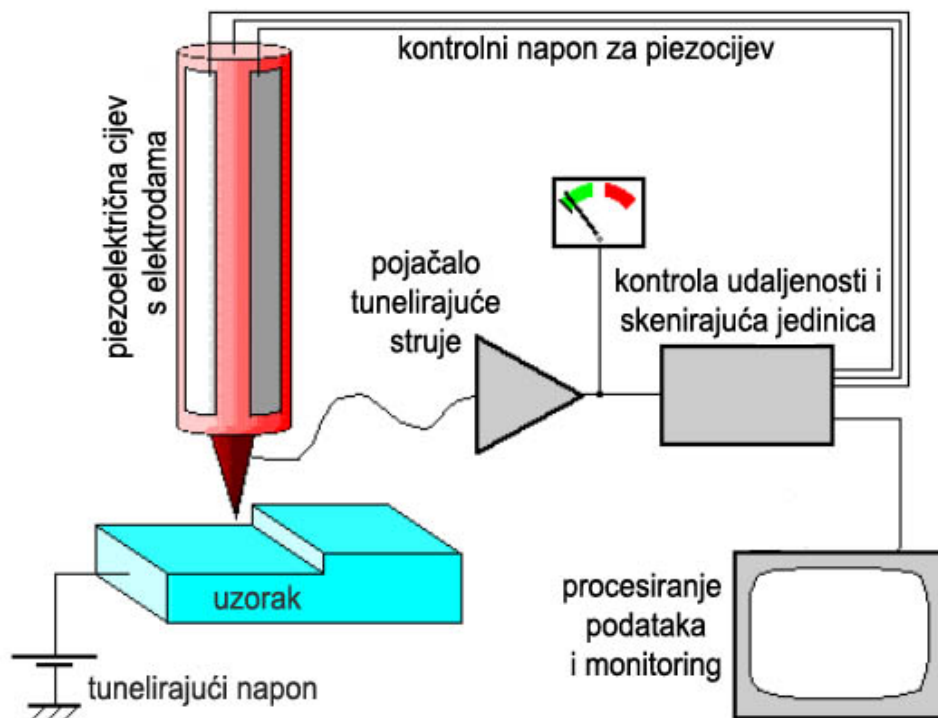 kontrolni napon za piezocijev
piezoelektrična cijev
s elektrodama
pojačalo
tunelirajuće
struje
kontrola udaljenosti i
skenirajuća jedinica
uzorak
tunelirajući napon
procesiranje
podataka
i monitoring